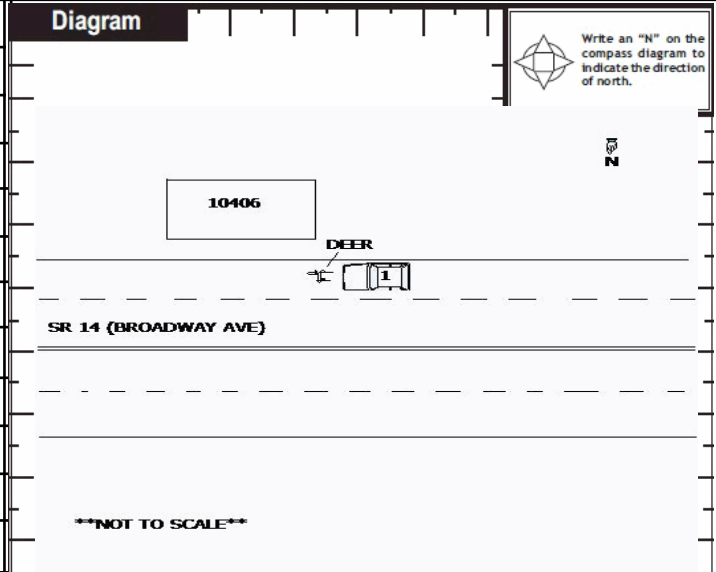 Diagram
Write an “N” on the
compass diagram to
indicate the direction
of north.
N
10406
DEER
1
SR 14 (BROADWAY AVE)
**NOT TO SCALE**